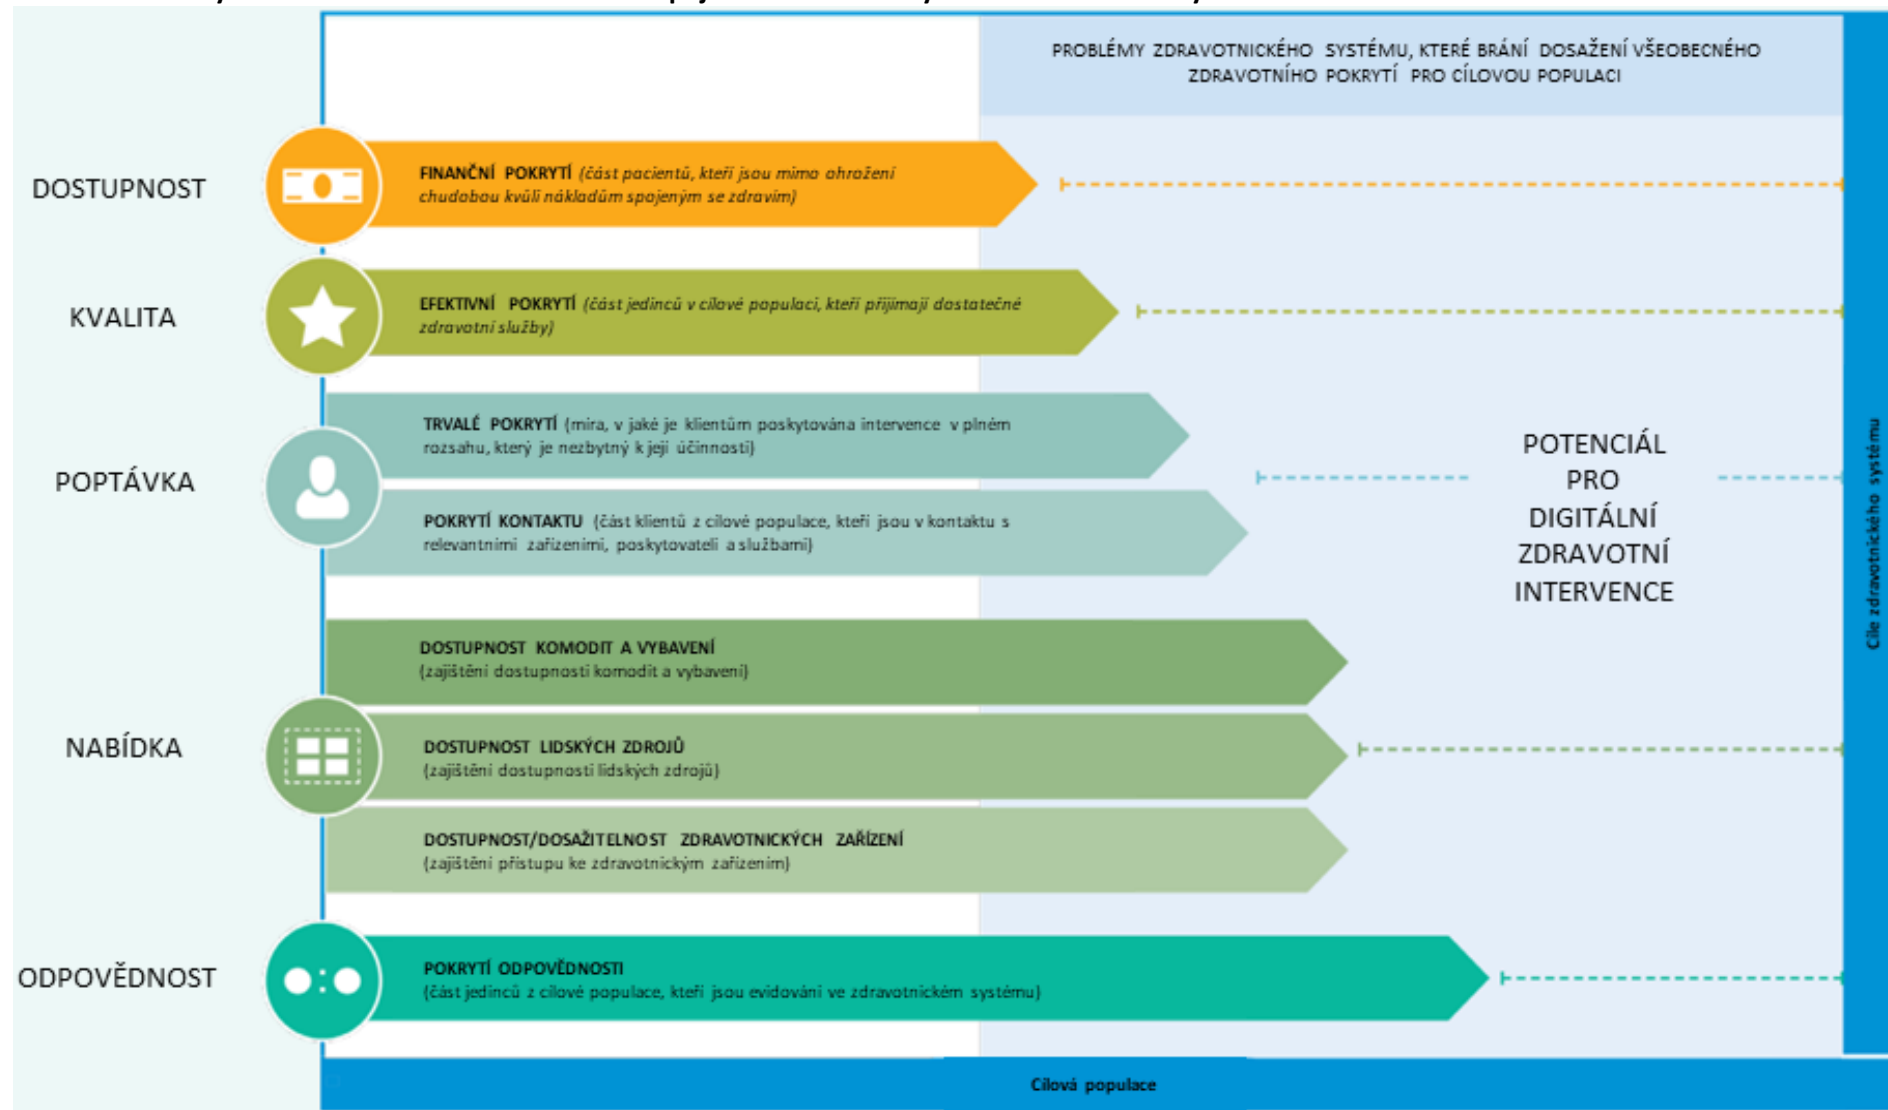 PROBLÉMY ZDRAVOTNICKÉHO SYSTÉMU, KTERÉ BRÁNÍ DOSAŽENÍ VŠEOBECNÉHO
ZDRAVOTNÍHO POKRYTÍ PRO CÍLOVOU POPULACI
DOSTUPNOST
FINANČNÍ POKRYTÍ (část pacientů, kteří jsou mimo ohrožení
chudobou kvůli nákladům spojeným se zdravím)
KVALITA
EFEKTIVNÍ POKRYTÍ (část jedinců v cílové populaci, kteří přijímají dostatečné
zdravotní služby)
POPTÁVKA
TRVALÉ POKRYTÍ (míra, v jaké je klientům poskytována intervence v plném
rozsahu, který je nezbytný k její účinnosti)
POKRYTÍ KONTAKTU (část klientů z cílové populace, kteří jsou v kontaktu s
relevantními zařízeními, poskytovateli a službami)
POTENCIÁL
PRO
DIGITÁLNÍ
ZDRAVOTNÍ
INTERVENCE
NABÍDKA
DOSTUPNOST KOMODIT A VYBAVENÍ
(zajištění dostupnosti komodit a vybavení)
DOSTUPNOST LIDSKÝCH ZDROJŮ
(zajištění dostupnosti lidských zdrojů)
DOSTUPNOST/DOSAŽITELNOST ZDRAVOTNICKÝCH ZAŘÍZENÍ
(zajištění přístupu ke zdravotnickým zařízením)
ODPOVĚDNOST
POKRYTÍ ODPOVĚDNOSTI
(část jedinců z cílové populace, kteří jsou evidováni ve zdravotnickém systému)
Cíle zdravotnického systému
Cílová populace